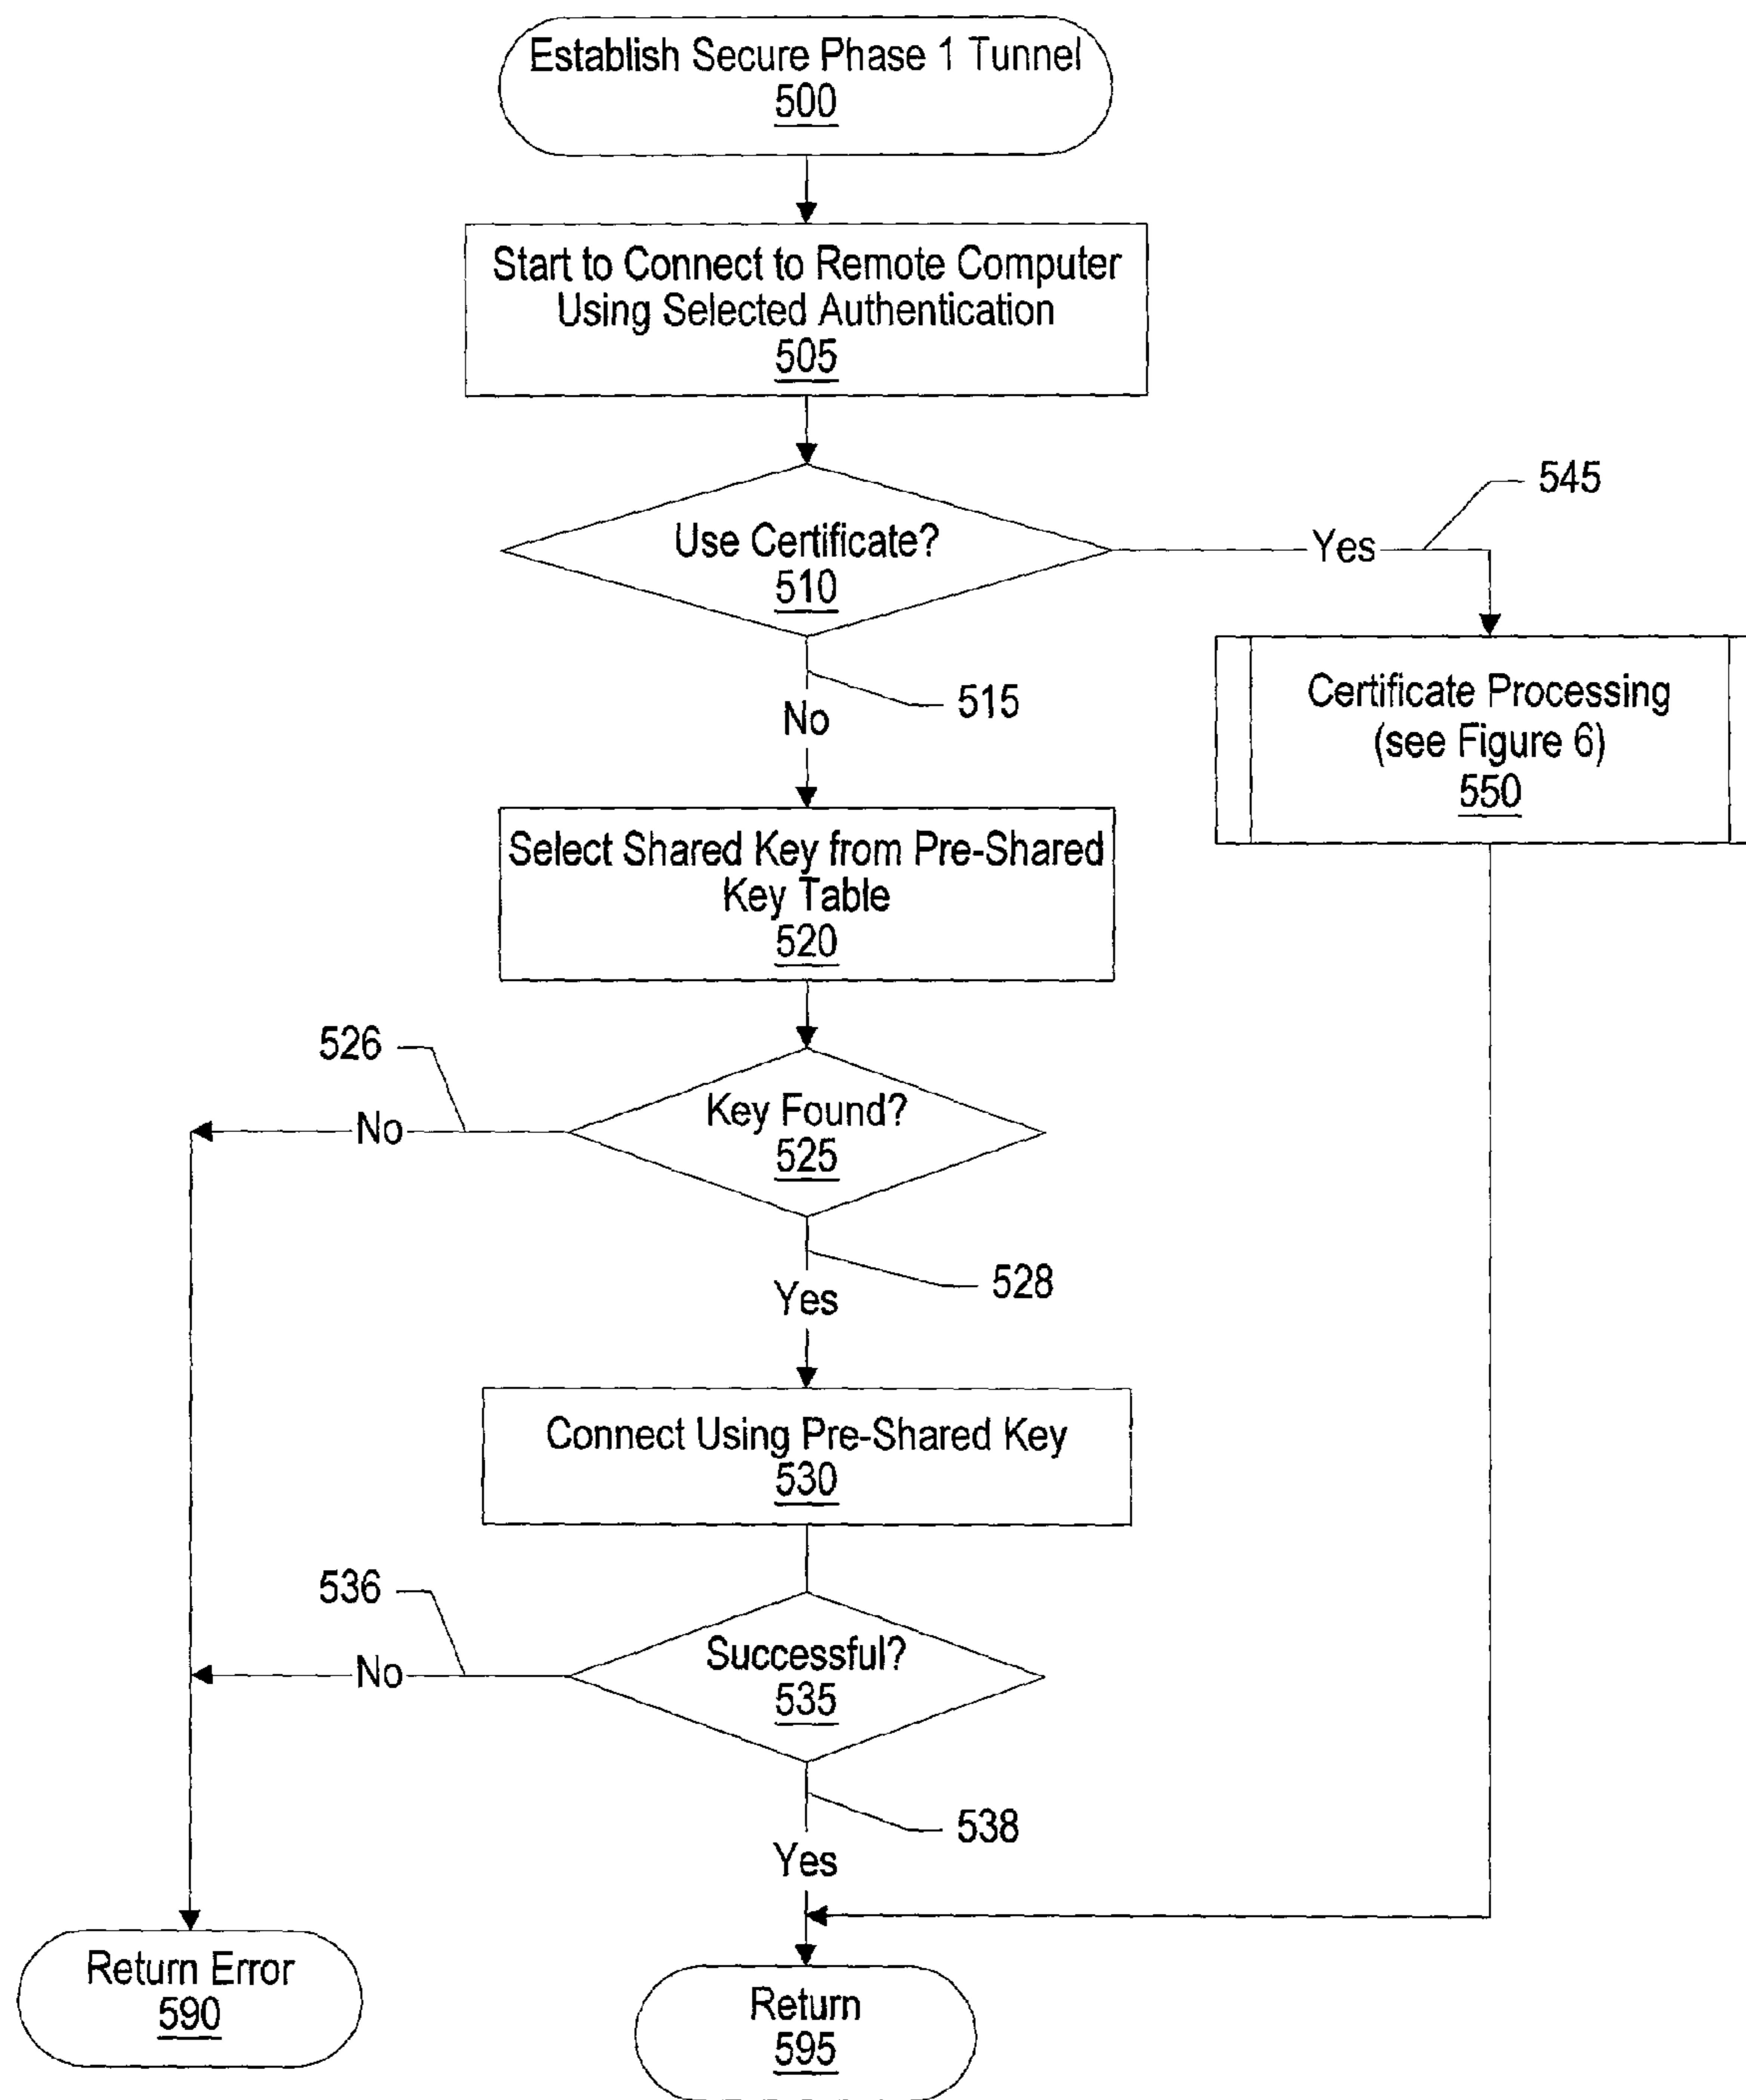 Establish Secure Phase 1 Tunnel
500
Start to Connect to Remote Computer
Using Selected Authentication
505
545
Use Certificate?
510
Yes
515
No
Certificate Processing
(see Figure 6)
550
Select Shared Key from Pre-Shared
Key Table
520
526
Key Found?
525
No
528
Yes
Connect Using Pre-Shared Key
530
536
Successful?
535
No
538
Yes
Return Error
590
Return
595